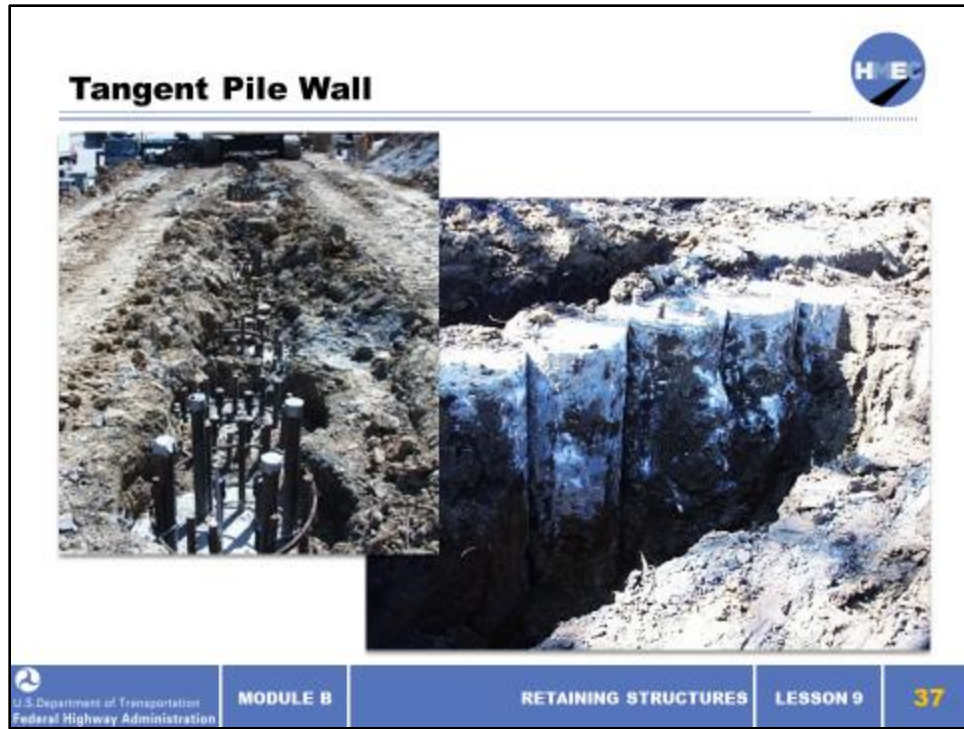 Tangent Pile Wall
HMEC
U.S.Department of Transportation
Federal Highway Administration
MODULE B
RETAINING STRUCTURES
LESSON 9
37